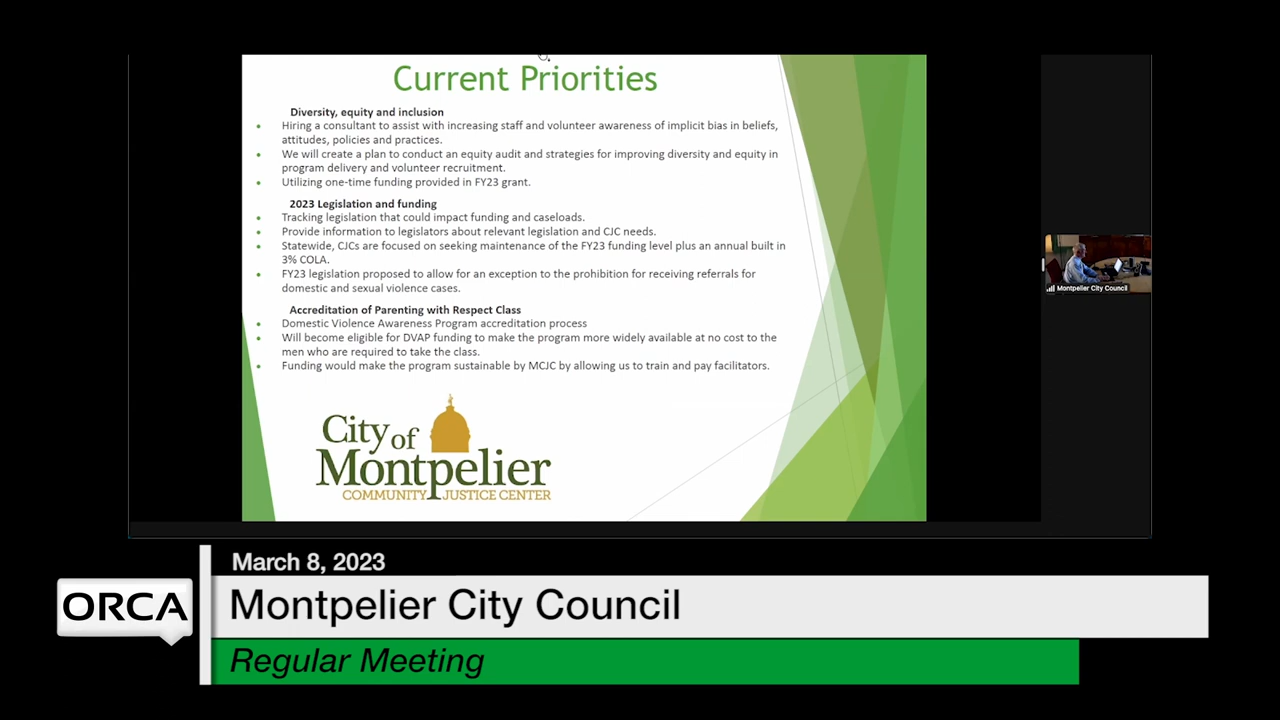 Current Priorities
Diversity, equity and inclusion
• Hiring a consultant to assist with increasing staff and volunteer awareness of implicit bias in beliefs,
attitudes, policies and practices.
• We will create a plan to conduct an equity audit and strategies for improving diversity and equity in
program delivery and volunteer recruitment.
• Utilizing one-time funding provided in FY23 grant.
2023 Legislation and funding
• Tracking legislation that could impact funding and caseloads.
• Provide information to legislators about relevant legislation and CJC needs.
• Statewide, CJCs are focused on seeking maintenance of the FY23 funding level plus an annual built in
3% COLA.
• FY23 legislation proposed to allow for an exception to the prohibition for receiving referrals for
domestic and sexual violence cases.
Accreditation of Parenting with Respect Class
• Domestic Violence Awareness Program accreditation process
• Will become eligible for DVAP funding to make the program more widely available at no cost to the
men who are required to take the class.
• Funding would make the program sustainable by MCJC by allowing us to train and pay facilitators.
City of
Montpelier
COMMUNITY JUSTICE CENTER
Montpelier City Council
March 8, 2023
ORCA
Montpelier City Council
Regular Meeting